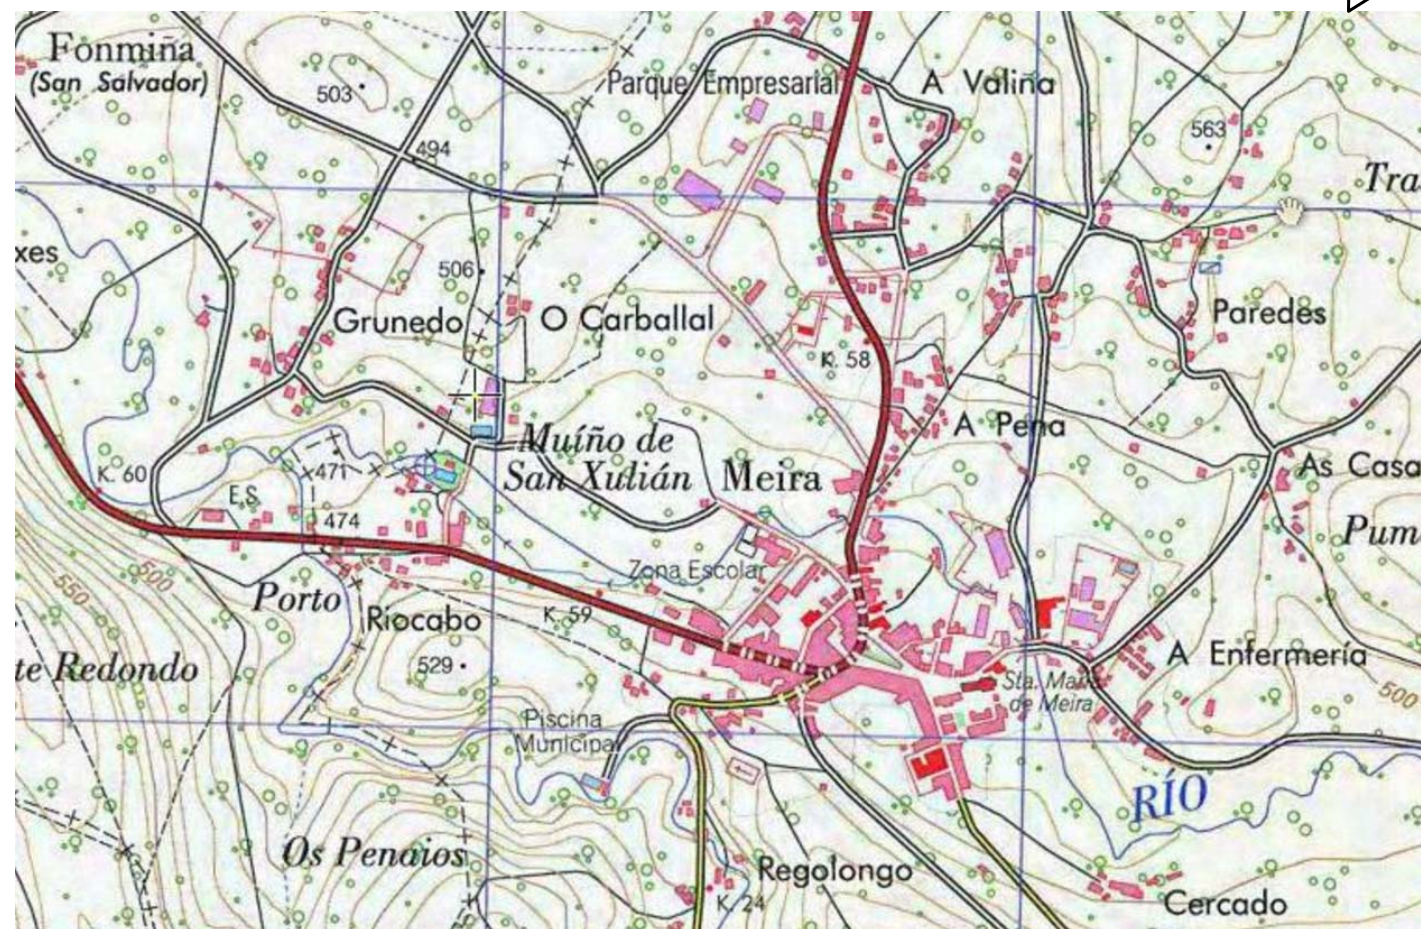 Fonmiña
(San Salvador)
503
494
Parque Empresarial
A Valiña
563
Tra
xes
506
Grunedo
O Carballal
K. 58
Paredes
A Pena
Muíño de
San Xulián
Meira
As Casa
K. 60
471
E.S.
474
Pum
550
500
Porto
Riocabo
Zona Escolar
K. 59
te Redondo
529
A Enfermería
Sta. María
de Meira
500
Piscina
Municipal
RÍO
Os Penaios
Regolongo
K. 24
Cercado